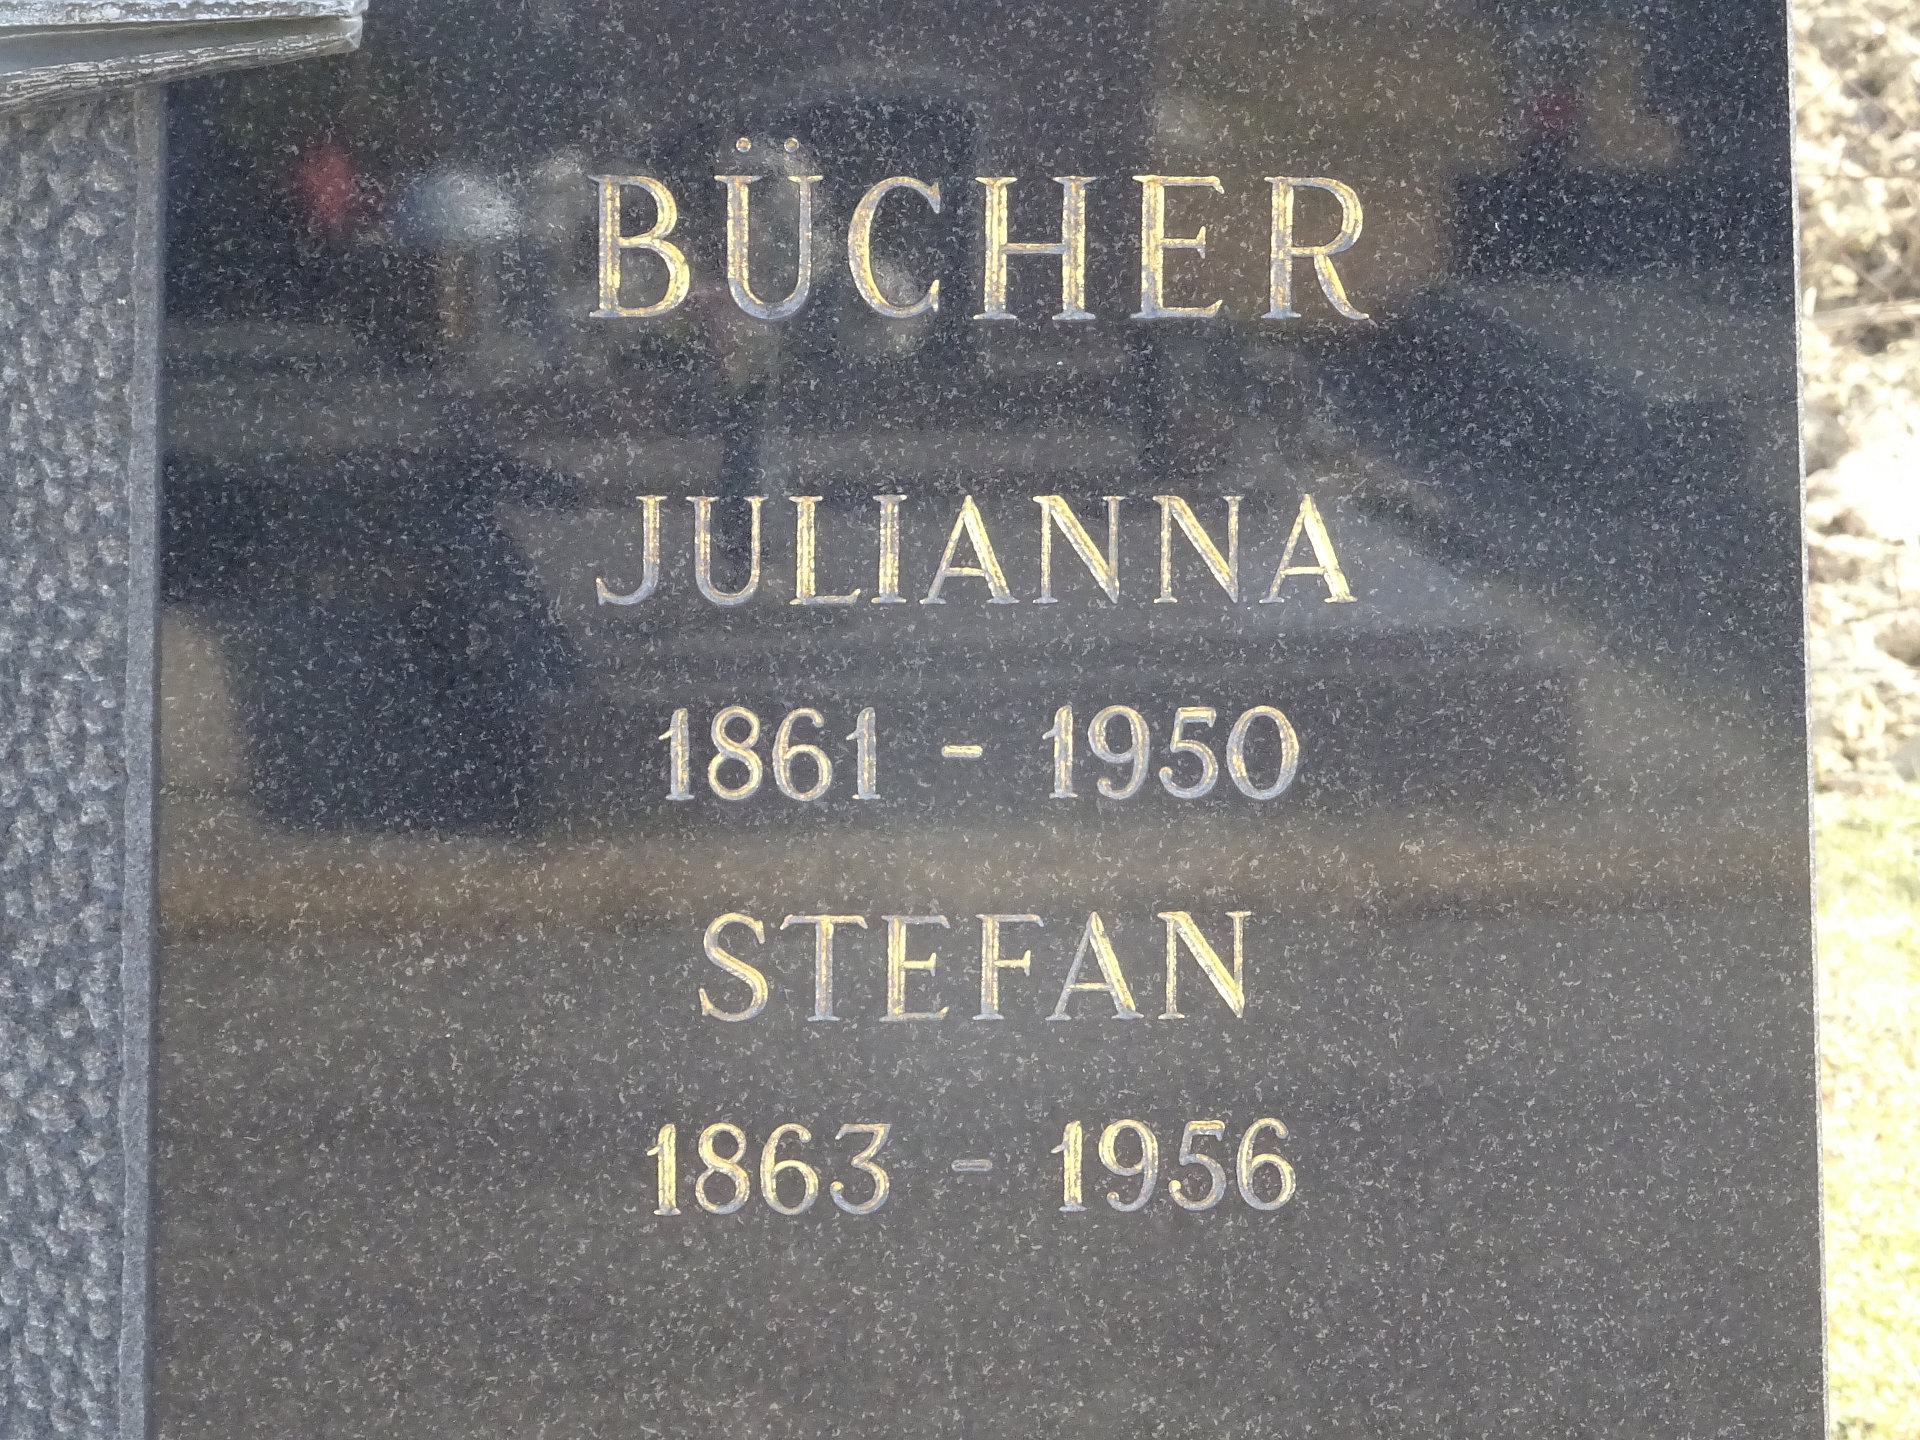 BÜCHER
JULIANNA
1861 - 1950
STEFAN
1863 - 1956